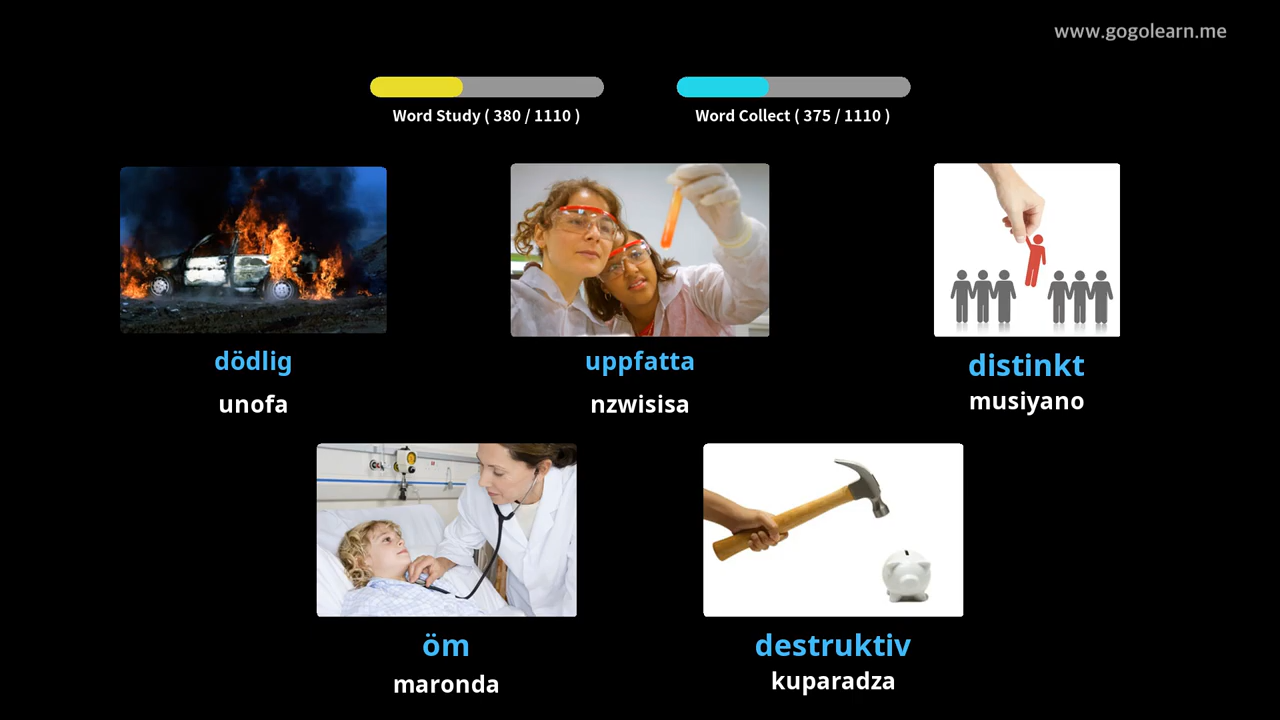 www.gogolearn.me
Word Study ( 380 / 1110 )
Word Collect ( 375 / 1110 )
dödlig
unofa
uppfatta
nzwisisa
distinkt
musiyano
öm
maronda
destruktiv
kuparadza